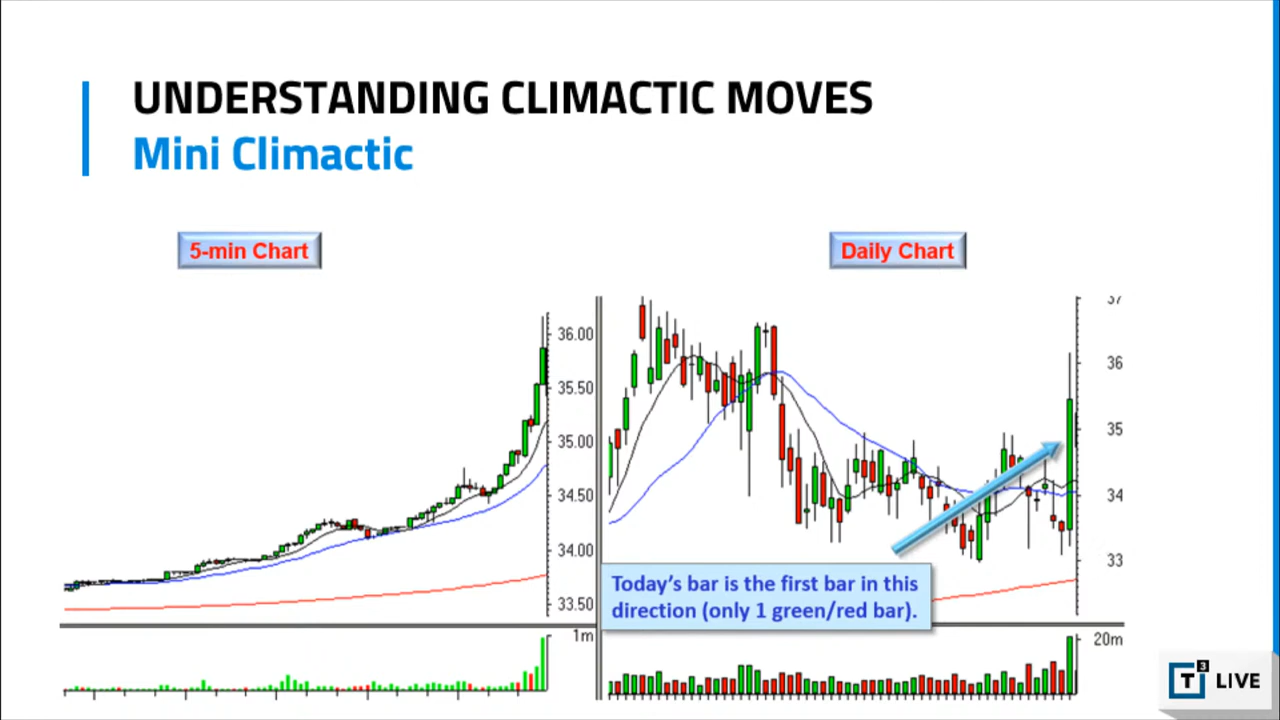 UNDERSTANDING CLIMACTIC MOVES
Mini Climactic
5-min Chart
Daily Chart
36.00
35.50
35.00
34.50
34.00
33.50
1m
37
36
35
34
33
20m
Today's bar is the first bar in this
direction (only 1 green/red bar).
T3 LIVE